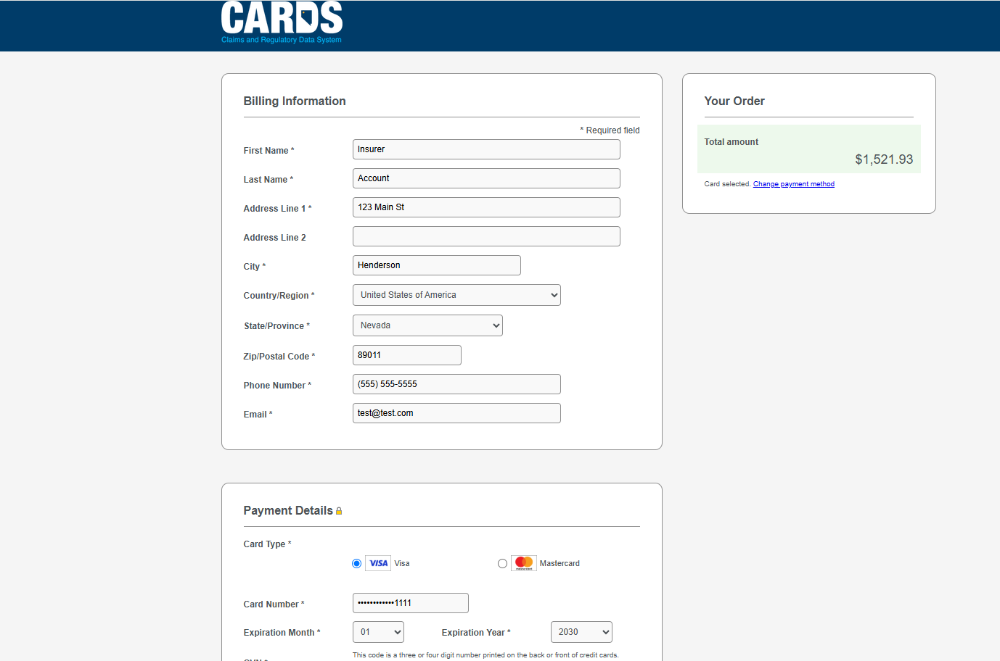 CARDS
Claims and Regulatory Data System
Billing Information
* Required field
First Name *
Insurer
Last Name *
Account
Address Line 1 *
123 Main St
Address Line 2
City *
Henderson
Country/Region *
United States of America
State/Province *
Nevada
Zip/Postal Code *
89011
Phone Number *
(555) 555-5555
Email *
test@test.com
Your Order
Total amount
$1,521.93
Card selected. Change payment method
Payment Details
Card Type *
VISA Visa
Mastercard
Card Number *
••••••••••••1111
Expiration Month *
01
Expiration Year *
2030
This code is a three or four digit number printed on the back or front of credit cards.